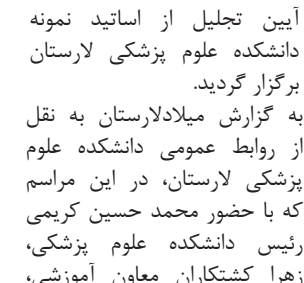 آیین تجلیل از اساتید نمونه
دانشکده علوم پزشکی لارستان
برگزار گردید.
به گزارش میلادلارستان به نقل
از روابط عمومی دانشکده علوم
پزشکی لارستان، در این مراسم
که با حضور محمد حسین کریمی
رئیس دانشکده علوم پزشکی،
زهرا کشتکاران معاون آموزشی،